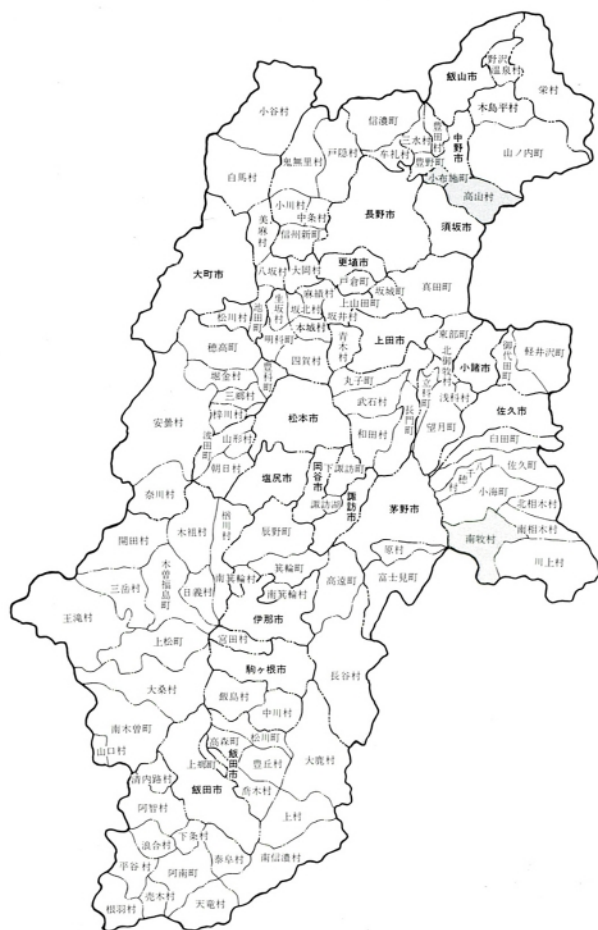 飯山市
野沢
温泉村
栄村
木島平村
小谷村
信濃町
三水村
豊田村
中野市
山ノ内町
鬼無里村
戸隠村
牟礼村
豊野町
小布施町
高山村
白馬村
小川村
中条村
信州新町
美麻村
長野市
須坂市
大町市
八坂村
大岡村
更埴市
戸倉町
坂城町
真田町
松川村
池田町
生坂村
麻績村
坂北村
上山田町
坂井村
本城村
明科町
穂高町
四賀村
青木村
上田市
東部町
北御牧村
小諸市
御代田町
軽井沢町
堀金村
豊科町
三郷村
梓川村
丸子町
武石村
立科町
浅科村
佐久市
安曇村
波田町
山形村
松本市
和田村
長門町
望月町
臼田町
朝日村
塩尻市
岡谷市
下諏訪町
諏訪湖
諏訪市
茅野市
八千穂村
佐久町
小海町
北相木村
南相木村
奈川村
楢川村
木祖村
辰野町
南牧村
川上村
開田村
木曽福島町
日義村
三岳村
南箕輪村
箕輪町
南箕輪村
高遠町
原村
富士見町
王滝村
伊那市
上松町
宮田村
駒ヶ根市
長谷村
大桑村
飯島町
中川村
南木曽町
山口村
高森町
松川町
大鹿村
上郷町
飯田市
豊丘村
喬木村
清内路村
飯田市
阿智村
上村
浪合村
下条村
泰阜村
南信濃村
平谷村
阿南町
売木村
天竜村
根羽村